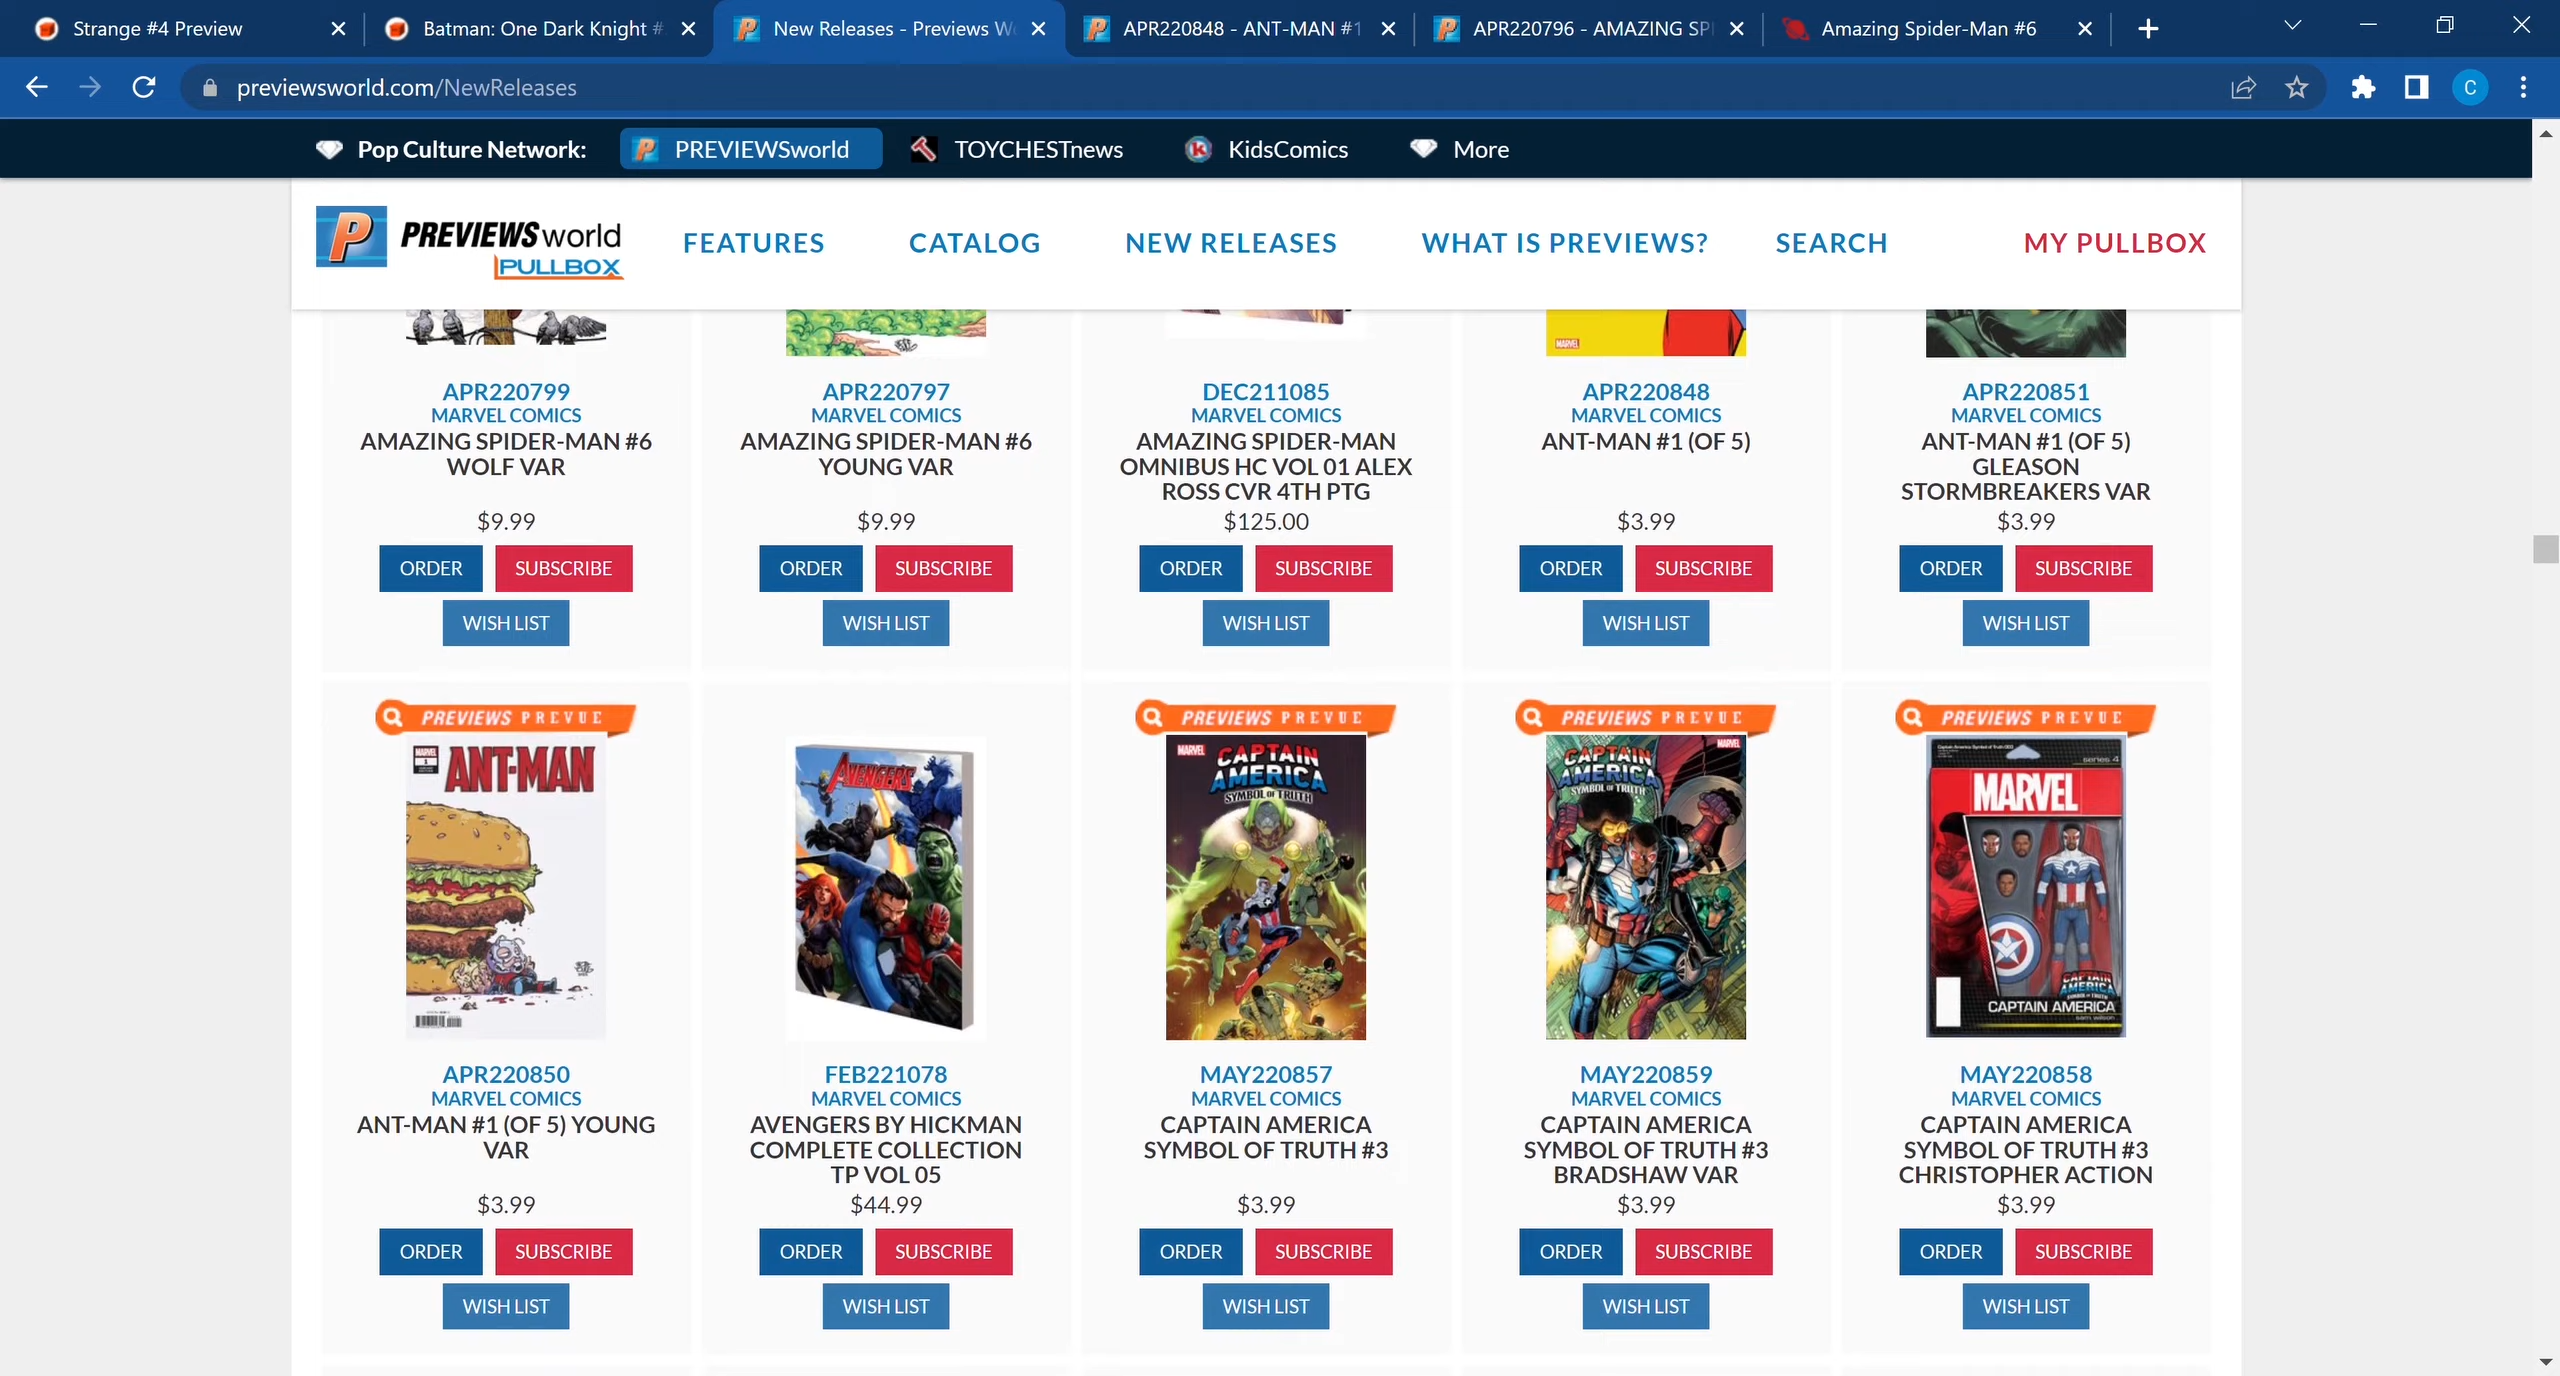 Strange #4 Preview
Batman: One Dark Knight #
New Releases - Previews W
APR220848 - ANT-MAN #1
APR220796 - AMAZING SP
Amazing Spider-Man #6
previewsworld.com/NewReleases
C
Pop Culture Network:
PREVIEWSworld
TOYCHESTnews
KidsComics
More
PREVIEWSworld
PULLBOX
FEATURES
CATALOG
NEW RELEASES
WHAT IS PREVIEWS?
SEARCH
MY PULLBOX
MARVEL
APR220799
MARVEL COMICS
AMAZING SPIDER-MAN #6
WOLF VAR
$9.99
ORDER
SUBSCRIBE
WISH LIST
APR220797
MARVEL COMICS
AMAZING SPIDER-MAN #6
YOUNG VAR
$9.99
ORDER
SUBSCRIBE
WISH LIST
DEC211085
MARVEL COMICS
AMAZING SPIDER-MAN
OMNIBUS HC VOL 01 ALEX
ROSS CVR 4TH PTG
$125.00
ORDER
SUBSCRIBE
WISH LIST
APR220848
MARVEL COMICS
ANT-MAN #1 (OF 5)
$3.99
ORDER
SUBSCRIBE
WISH LIST
APR220851
MARVEL COMICS
ANT-MAN #1 (OF 5)
GLEASON
STORMBREAKERS VAR
$3.99
ORDER
SUBSCRIBE
WISH LIST
PREVIEWS PREVUE
MARVEL
1
ANT-MAN
APR220850
MARVEL COMICS
ANT-MAN #1 (OF 5) YOUNG
VAR
$3.99
ORDER
SUBSCRIBE
WISH LIST
AVENGERS
FEB221078
MARVEL COMICS
AVENGERS BY HICKMAN
COMPLETE COLLECTION
TP VOL 05
$44.99
ORDER
SUBSCRIBE
WISH LIST
PREVIEWS PREVUE
MARVEL
CAPTAIN
AMERICA
SYMBOL OF TRUTH
MAY220857
MARVEL COMICS
CAPTAIN AMERICA
SYMBOL OF TRUTH #3
$3.99
ORDER
SUBSCRIBE
WISH LIST
PREVIEWS PREVUE
MARVEL
CAPTAIN
AMERICA
SYMBOL OF TRUTH
MAY220859
MARVEL COMICS
CAPTAIN AMERICA
SYMBOL OF TRUTH #3
BRADSHAW VAR
$3.99
ORDER
SUBSCRIBE
WISH LIST
PREVIEWS PREVUE
series 4
MARVEL
CAPTAIN
AMERICA
SYMBOL OF TRUTH
CAPTAIN AMERICA
MAY220858
MARVEL COMICS
CAPTAIN AMERICA
SYMBOL OF TRUTH #3
CHRISTOPHER ACTION
$3.99
ORDER
SUBSCRIBE
WISH LIST